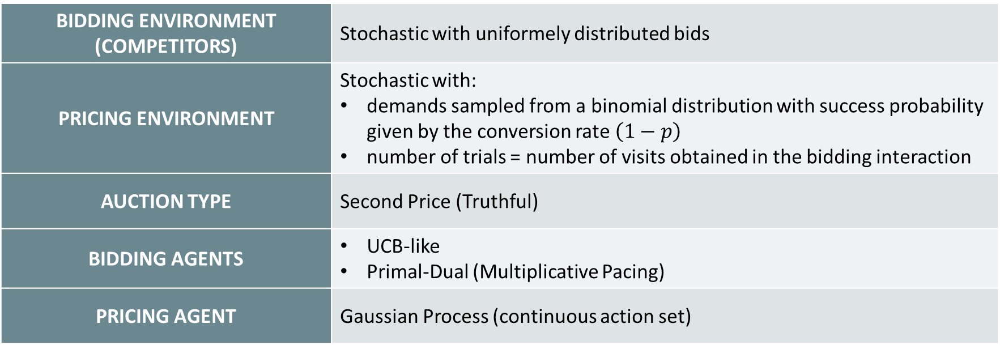 BIDDING ENVIRONMENT
(COMPETITORS)
Stochastic with uniformely distributed bids
PRICING ENVIRONMENT
Stochastic with:
• demands sampled from a binomial distribution with success probability
given by the conversion rate (1 − p)
• number of trials = number of visits obtained in the bidding interaction
AUCTION TYPE
Second Price (Truthful)
BIDDING AGENTS
• UCB-like
• Primal-Dual (Multiplicative Pacing)
PRICING AGENT
Gaussian Process (continuous action set)